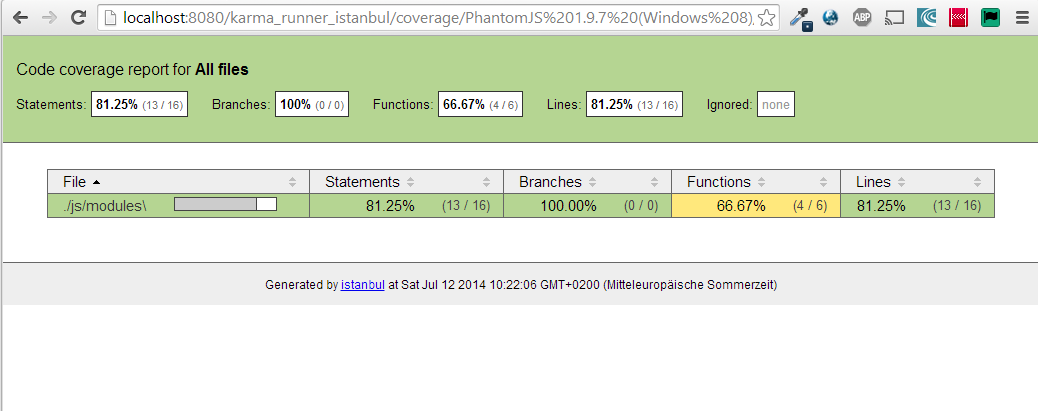 localhost:8080/karma_runner_istanbul/coverage/PhantomJS%201.9.7%20(Windows%208)
ABP
Code coverage report for All files
Statements: 81.25% (13 / 16) Branches: 100% (0 / 0) Functions: 66.67% (4 / 6) Lines: 81.25% (13 / 16) Ignored: none
File Statements Branches Functions Lines
./js/modules\ 81.25% (13 / 16) 100.00% (0 / 0) 66.67% (4 / 6) 81.25% (13 / 16)
Generated by istanbul at Sat Jul 12 2014 10:22:06 GMT+0200 (Mitteleuropäische Sommerzeit)